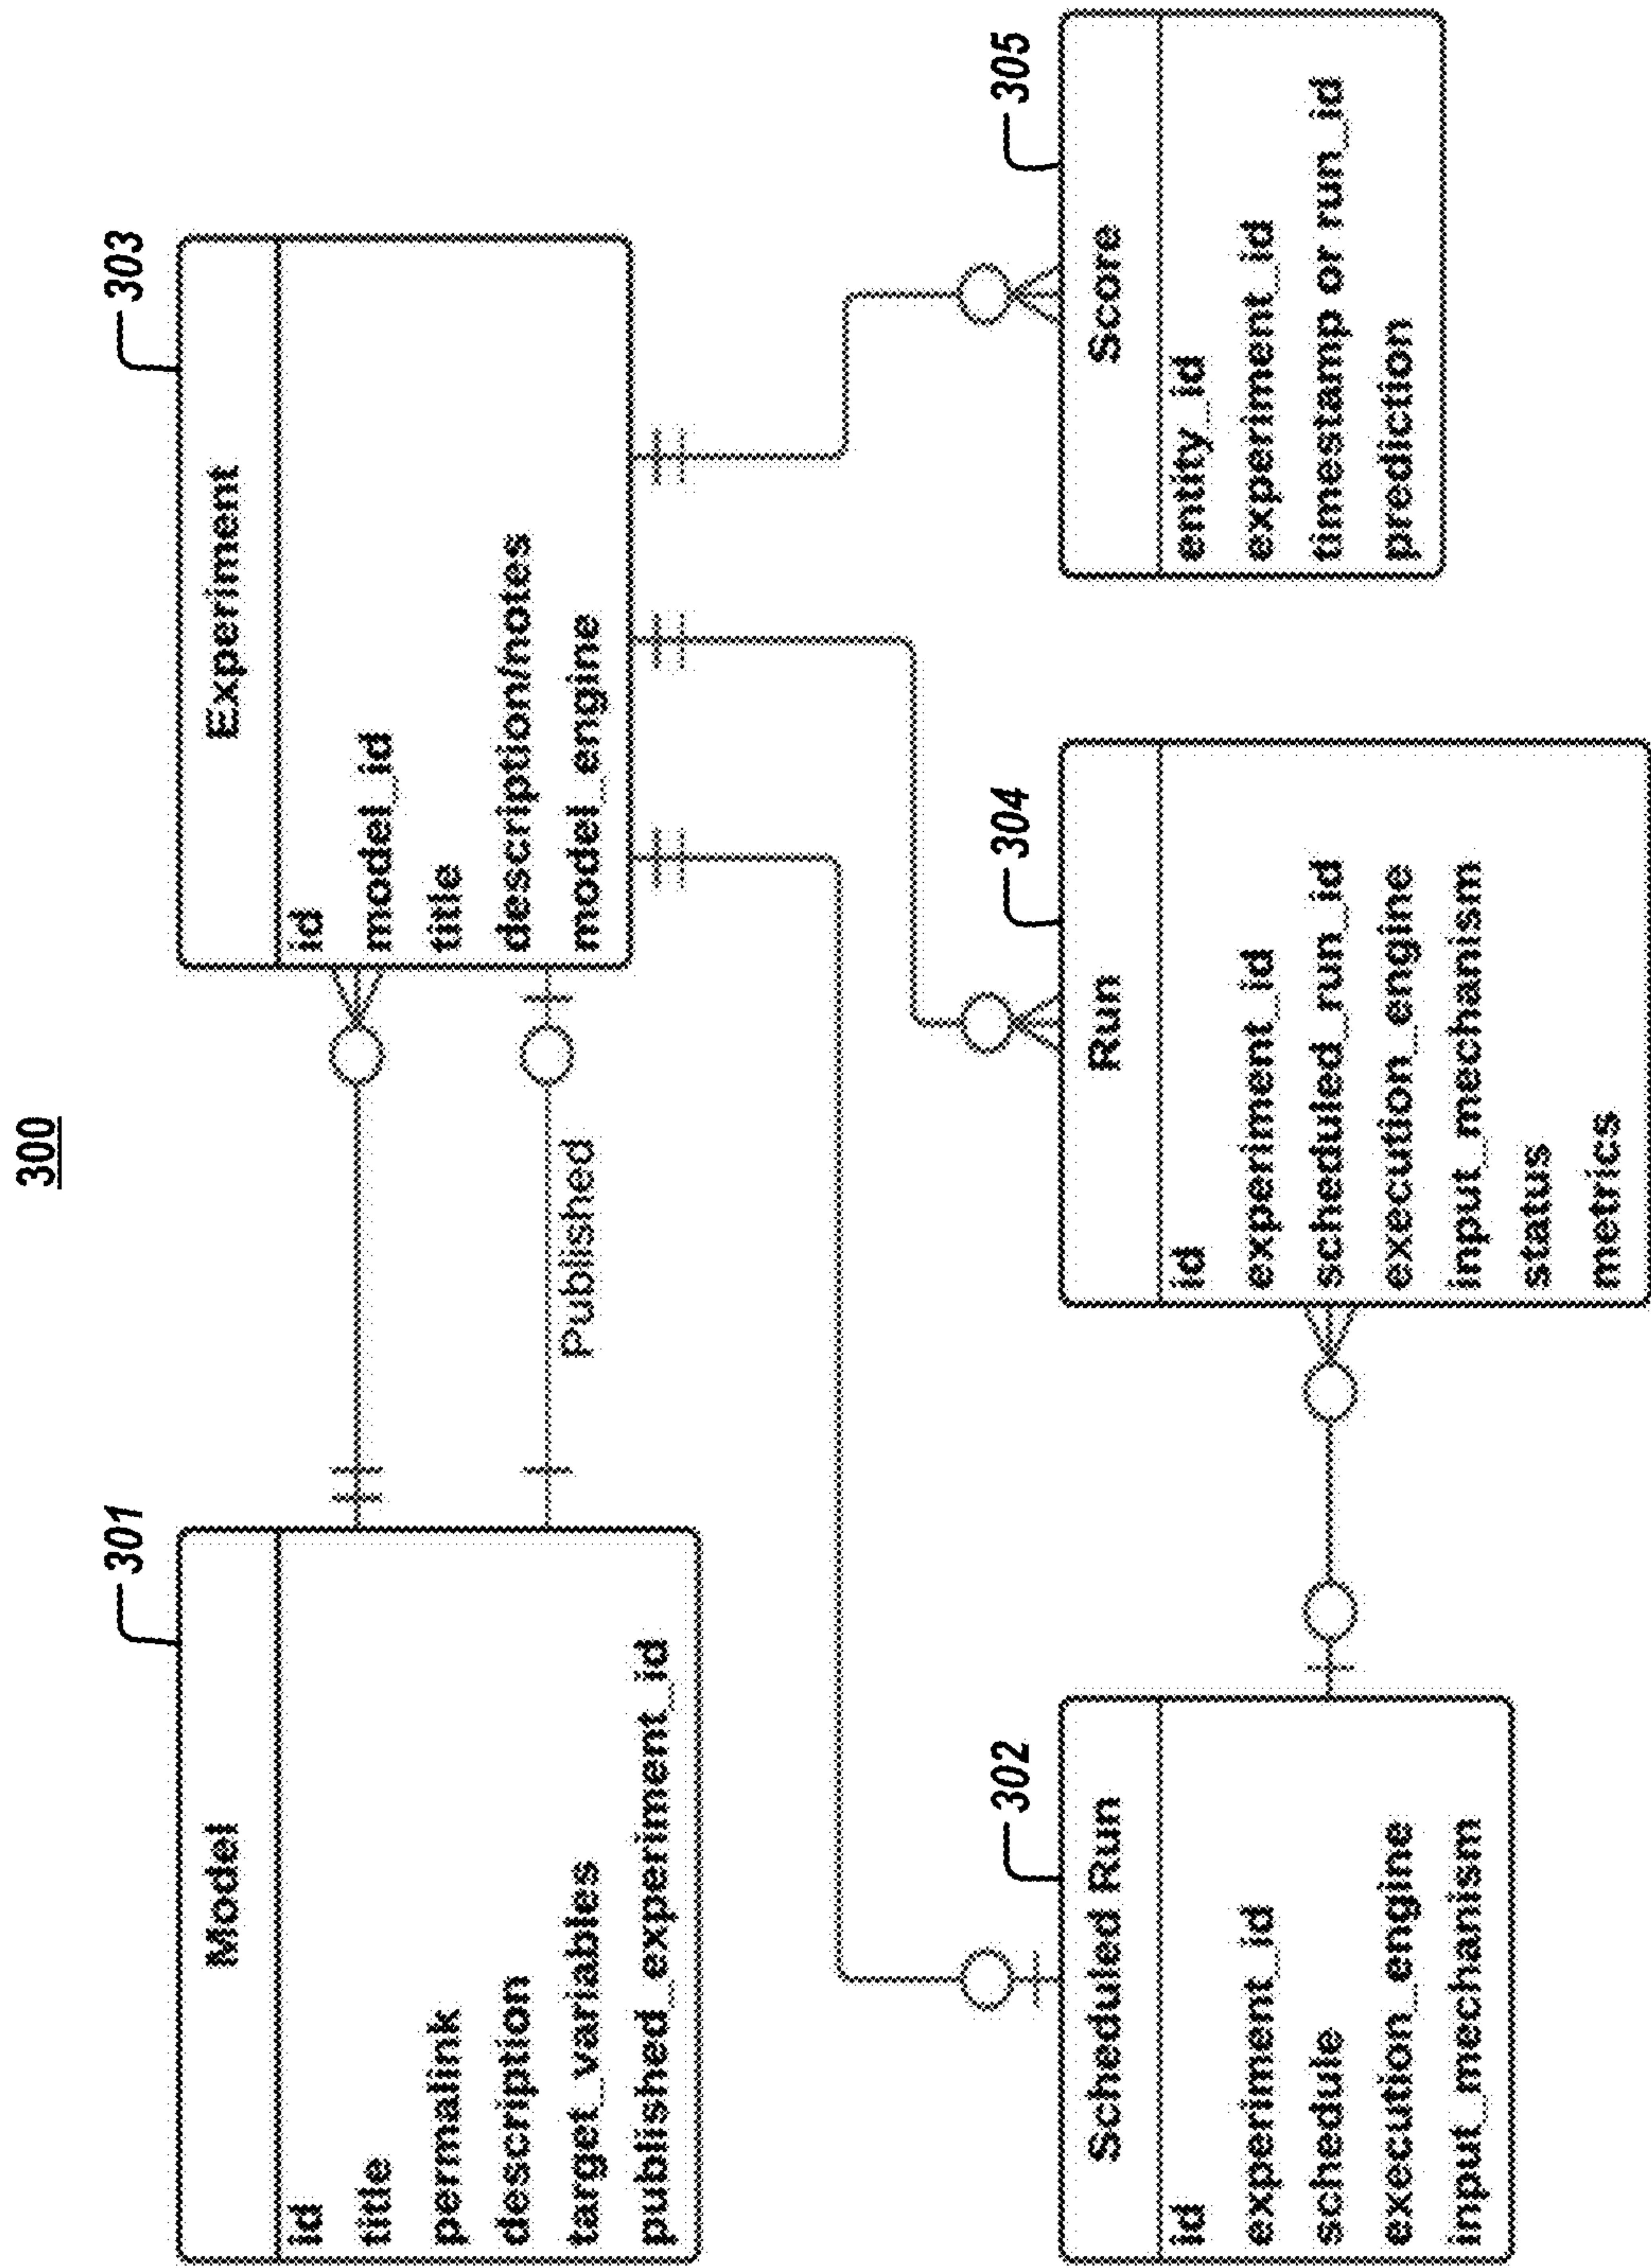 300
301
Model
id
title
permalink
description
target_variables
published_experiment_id
Published
303
Experiment
id
model_id
title
description/notes
model_engine
302
Scheduled Run
id
experiment_id
schedule
execution_engine
input_mechanism
304
Run
id
experiment_id
scheduled_run_id
execution_engine
input_mechanism
status
metrics
305
Score
entity_id
experiment_id
timestamp or run_id
prediction